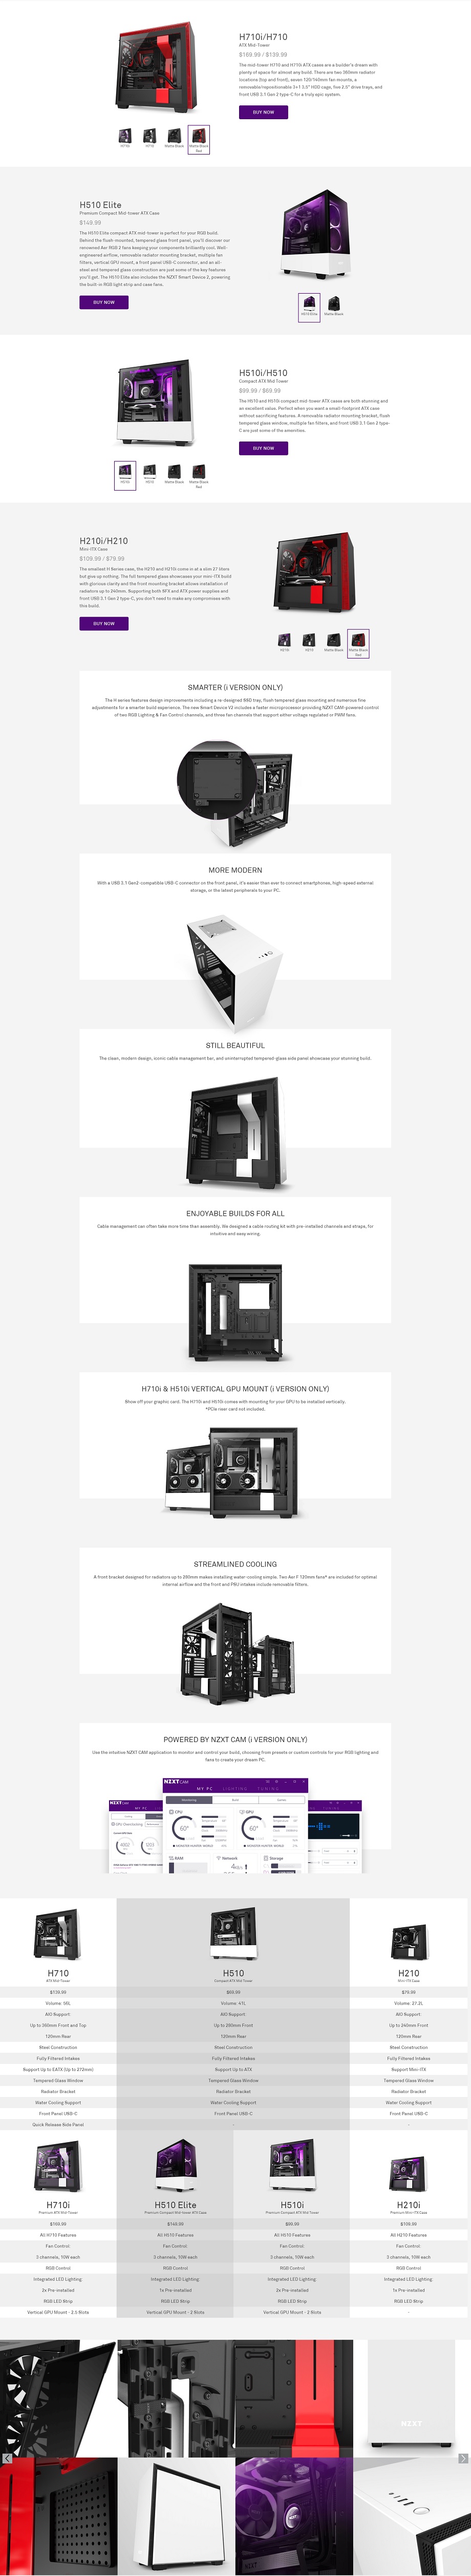 H710i/H710
ATX Mid-Tower
$169.99 / $139.99
The mid-tower H710 and H710i ATX cases are a builder's dream with
plenty of space for almost any build. There are two 360mm radiator
locations (top and front), seven 120/140mm fan mounts, a
removable/repositionable 3+1 3.5" HDD cage, five 2.5" drive trays, and
front USB 3.1 Gen 2 type-C for a truly epic system.
BUY NOW
H710i
H710
Matte Black
Matte Black
Red
H510 Elite
Premium Compact Mid-tower ATX Case
$149.99
The H510 Elite compact ATX mid-tower is perfect for your RGB build.
Behind the flush-mounted, tempered glass front panel, you'll discover our
renowned Aer RGB 2 fans keeping your components brilliantly cool. Well-
engineered airflow, removable radiator mounting bracket, multiple fan
filters, vertical GPU mount, a front panel USB-C connector, and an all-
steel and tempered glass construction are just some of the key features
you'll get. The H510 Elite also includes the NZXT Smart Device 2, powering
the built-in RGB light strip and case fans.
BUY NOW
H510 Elite
Matte Black
H510i/H510
Compact ATX Mid Tower
$99.99 / $69.99
The H510 and H510i compact mid-tower ATX cases are both stunning and
an excellent value. Perfect when you want a small-footprint ATX case
without sacrificing features. A removable radiator mounting bracket, flush
tempered glass window, multiple fan filters, and front USB 3.1 Gen 2 type-
C are just some of the amenities.
BUY NOW
H510i
H510
Matte Black
Matte Black
Red
H210i/H210
Mini-ITX Case
$109.99 / $79.99
The smallest H Series case, the H210 and H210i come in at a slim 27 liters
but give up nothing. The full tempered glass showcases your mini-ITX build
with glorious clarity and the front mounting location allows installation of
radiators up to 240mm. Supporting both SFX and ATX power supplies and
front USB 3.1 Gen 2 type-C, you don't need to make any compromises with
this build.
BUY NOW
H210i
H210
Matte Black
Matte Black
Red
SMARTER (i VERSION ONLY)
The H series features design improvements including a re-designed SSD tray, flush-tempered glass mounting and numerous fine
adjustments for a smarter build experience. The new Smart Device V2 includes a faster microprocessor providing NZXT CAM-powered control
of two RGB Lighting & Fan Control channels, and three fan channels that support either voltage regulated or PWM fans.
MORE MODERN
With a USB 3.1 Gen2-compatible USB-C connector on the front panel, it's easier than ever to connect smartphones, high-speed external
storage, or the latest peripherals to your PC.
STILL BEAUTIFUL
The clean, modern design, iconic cable management bar, and uninterrupted tempered-glass side panel showcase your stunning build.
ENJOYABLE BUILDS FOR ALL
Cable management can often take more time than assembly. We designed a cable routing kit with pre-installed channels and straps, for
intuitive and easy wiring.
H710i & H510i VERTICAL GPU MOUNT (i VERSION ONLY)
Show off your graphic card. The H710i and H510i comes with mounting for your GPU to be installed vertically.
*PCIe riser card not included.
STREAMLINED COOLING
A front bracket designed for radiators up to 280mm makes installing water-cooling simple. Two Aer F 120mm fans* are included for optimal
internal airflow and the front and PSU intakes include removable filters.
POWERED BY NZXT CAM (i VERSION ONLY)
Use the intuitive NZXT CAM application to monitor and control your build, choosing from presets or custom controls for your RGB lighting and
fans to create your dream PC.
NZXT CAM
MY PC LIGHTING TUNING
CPU
GPU
60°
60°
RAM
Network
Storage
H710
ATX Mid-Tower
H510
Compact ATX Mid Tower
H210
Mini-ITX Case
$139.99
$69.99
$79.99
Volume: 56L
Volume: 41L
Volume: 27.2L
AIO Support:
AIO Support:
AIO Support:
Up to 360mm Front and Top
Up to 280mm Front
Up to 240mm Front
120mm Rear
120mm Rear
120mm Rear
Steel Construction
Steel Construction
Steel Construction
Fully Filtered Intakes
Fully Filtered Intakes
Fully Filtered Intakes
Support Up to EATX (Up to 272mm)
Support Up to ATX
Support Mini-ITX
Tempered Glass Window
Tempered Glass Window
Tempered Glass Window
Radiator Bracket
Radiator Bracket
Radiator Bracket
Water Cooling Support
Water Cooling Support
Water Cooling Support
Front Panel USB-C
Front Panel USB-C
Front Panel USB-C
Quick Release Side Panel
-
-
H710i
Premium ATX Mid-Tower
H510 Elite
Premium Compact Mid-tower ATX Case
H510i
Premium Compact ATX Mid Tower
H210i
Premium Mini-ITX Case
$169.99
$149.99
$99.99
$109.99
All H710 Features
All H510 Features
All H510 Features
All H210 Features
Fan Control:
Fan Control:
Fan Control:
Fan Control:
3 channels, 10W each
3 channels, 10W each
3 channels, 10W each
3 channels, 10W each
RGB Control
RGB Control
RGB Control
RGB Control
Integrated LED Lighting:
Integrated LED Lighting:
Integrated LED Lighting:
Integrated LED Lighting:
2x Pre-installed
1x Pre-installed
2x Pre-installed
1x Pre-installed
RGB LED Strip
RGB LED Strip
RGB LED Strip
RGB LED Strip
Vertical GPU Mount - 2.5 Slots
Vertical GPU Mount - 2 Slots
Vertical GPU Mount - 2 Slots
-
NZXT